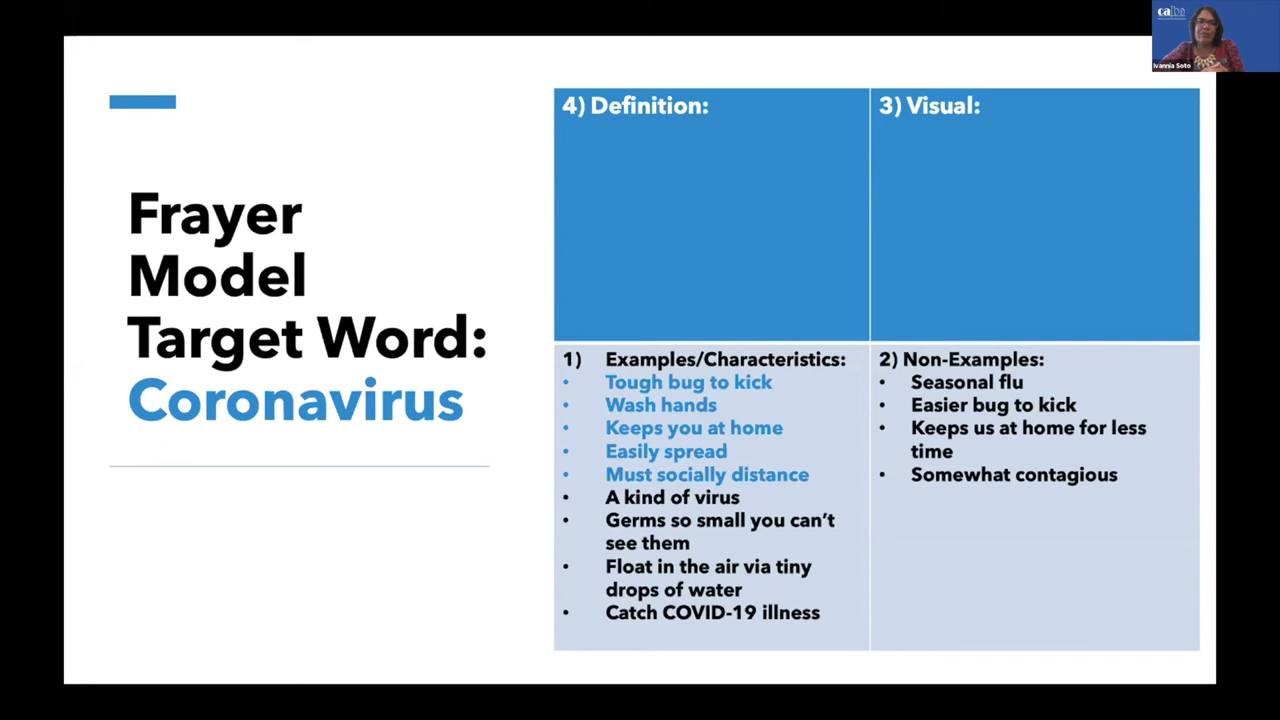 Frayer
Model
Target Word:
Coronavirus
4) Definition:
3) Visual:
1) Examples/Characteristics:
• Tough bug to kick
• Wash hands
• Keeps you at home
• Easily spread
• Must socially distance
• A kind of virus
• Germs so small you can't
see them
• Float in the air via tiny
drops of water
• Catch COVID-19 illness
2) Non-Examples:
• Seasonal flu
• Easier bug to kick
• Keeps us at home for less
time
• Somewhat contagious
cabe
Ivannia Soto